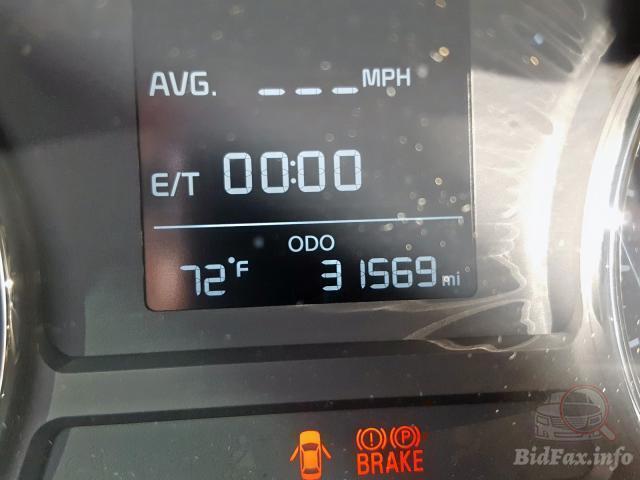 AVG. _ _ _ MPH
E/T 00:00
ODO
72°F 31569 mi
(!) (P)
BRAKE
BidFax.info